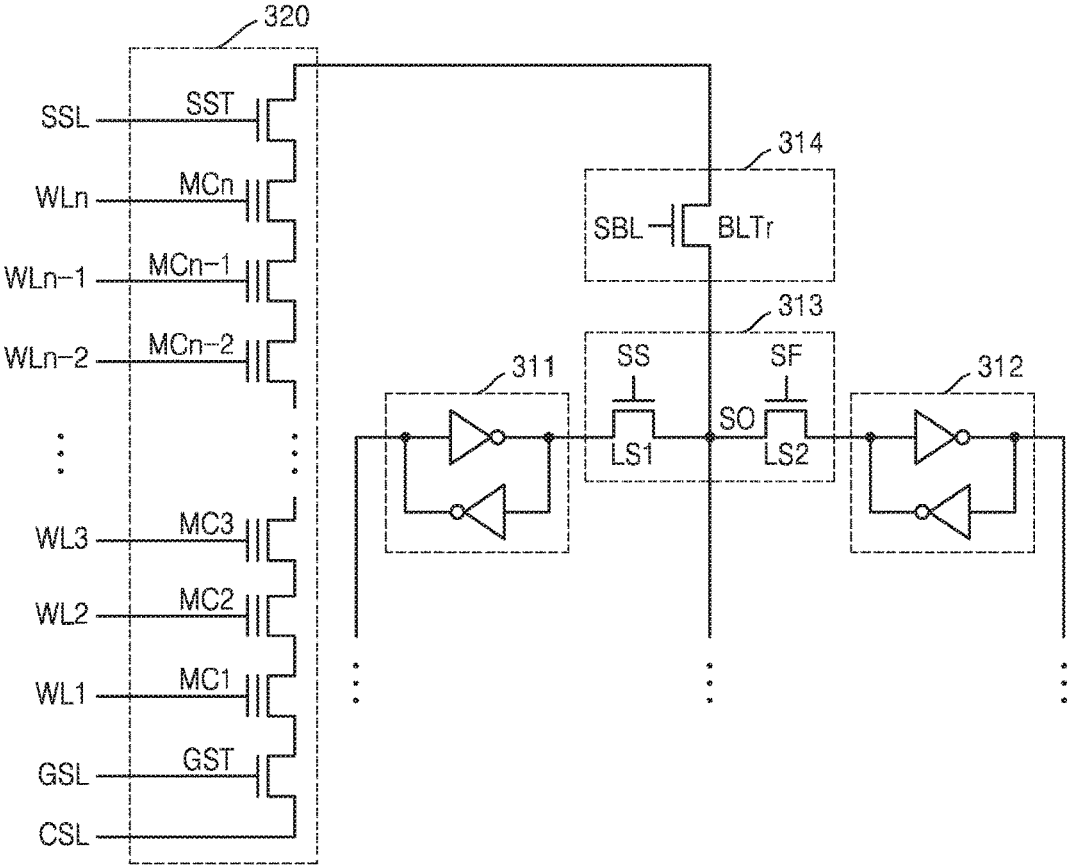 320
SSL SST
314
WLn MCn
SBL BLTr
WLn-1 MCn-1
313
WLn-2 MCn-2
311 SS SF 312
SO
LS1 LS2
WL3 MC3
WL2 MC2
WL1 MC1
GSL GST
CSL